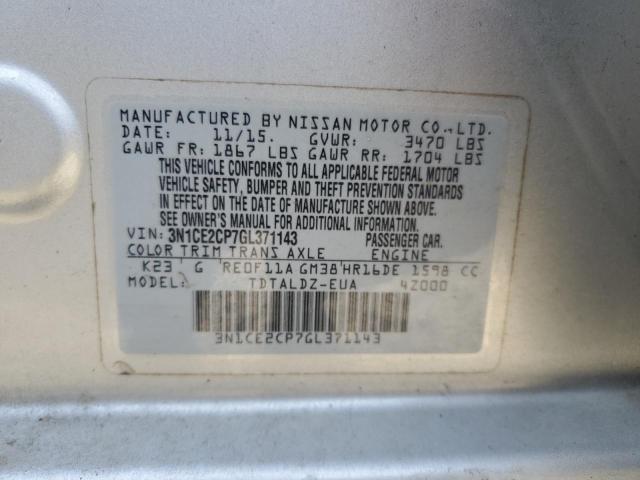 MANUFACTURED BY NISSAN MOTOR CO.,LTD.
DATE: 11/15. GVWR: 3470 LBS
GAWR FR: 1867 LBS GAWR RR: 1704 LBS
THIS VEHICLE CONFORMS TO ALL APPLICABLE FEDERAL MOTOR
VEHICLE SAFETY, BUMPER AND THEFT PREVENTION STANDARDS
IN EFFECT ON THE DATE OF MANUFACTURE SHOWN ABOVE.
SEE OWNER'S MANUAL FOR ADDITIONAL INFORMATION.
VIN: 3N1CE2CP7GL371143 PASSENGER CAR.
COLOR TRIM TRANS AXLE ENGINE
K23 G RE0F11A GM38 HR16DE 1598 CC
MODEL: TDTALDZ-EUA 4Z000
3N1CE2CP7GL371143